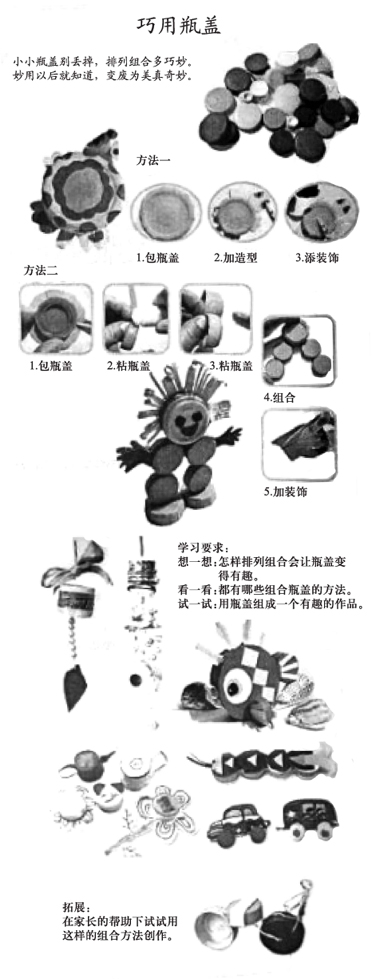 巧用瓶盖
小小瓶盖别丢掉，排列组合多巧妙。
妙用以后就知道，变废为美真奇妙。
方法一
1.包瓶盖
2.加造型
3.添装饰
方法二
1.包瓶盖
2.粘瓶盖
3.粘瓶盖
4.组合
5.加装饰
学习要求：
想一想：怎样排列组合会让瓶盖变
得有趣。
看一看：都有哪些组合瓶盖的方法。
试一试：用瓶盖组成一个有趣的作品。
拓展：
在家长的帮助下试试用
这样的组合方法创作。